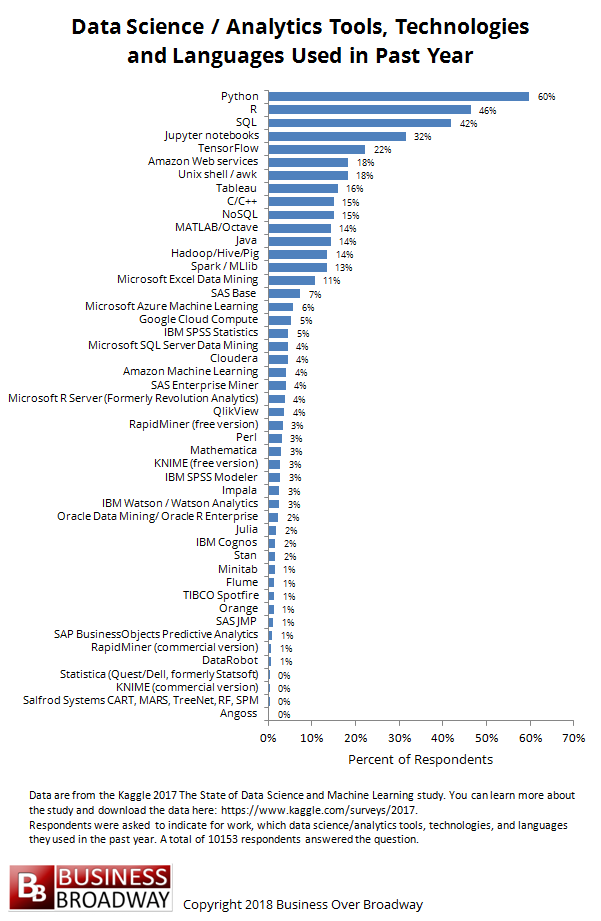 Data Science / Analytics Tools, Technologies
and Languages Used in Past Year
Python 60%
R 46%
SQL 42%
Jupyter notebooks 32%
TensorFlow 22%
Amazon Web services 18%
Unix shell / awk 18%
Tableau 16%
C/C++ 15%
NoSQL 15%
MATLAB/Octave 14%
Java 14%
Hadoop/Hive/Pig 14%
Spark / MLlib 13%
Microsoft Excel Data Mining 11%
SAS Base 7%
Microsoft Azure Machine Learning 6%
Google Cloud Compute 5%
IBM SPSS Statistics 5%
Microsoft SQL Server Data Mining 4%
Cloudera 4%
Amazon Machine Learning 4%
SAS Enterprise Miner 4%
Microsoft R Server (Formerly Revolution Analytics) 4%
QlikView 4%
RapidMiner (free version) 3%
Perl 3%
Mathematica 3%
KNIME (free version) 3%
IBM SPSS Modeler 3%
Impala 3%
IBM Watson / Watson Analytics 3%
Oracle Data Mining/ Oracle R Enterprise 2%
Julia 2%
IBM Cognos 2%
Stan 2%
Minitab 1%
Flume 1%
TIBCO Spotfire 1%
Orange 1%
SAS JMP 1%
SAP BusinessObjects Predictive Analytics 1%
RapidMiner (commercial version) 1%
DataRobot 1%
Statistica (Quest/Dell, formerly Statsoft) 0%
KNIME (commercial version) 0%
Salfrod Systems CART, MARS, TreeNet, RF, SPM 0%
Angoss 0%
0% 10% 20% 30% 40% 50% 60% 70%
Percent of Respondents
Data are from the Kaggle 2017 The State of Data Science and Machine Learning study. You can learn more about
the study and download the data here: https://www.kaggle.com/surveys/2017.
Respondents were asked to indicate for work, which data science/analytics tools, technologies, and languages
they used in the past year. A total of 10153 respondents answered the question.
BB BUSINESS
BROADWAY
Copyright 2018 Business Over Broadway